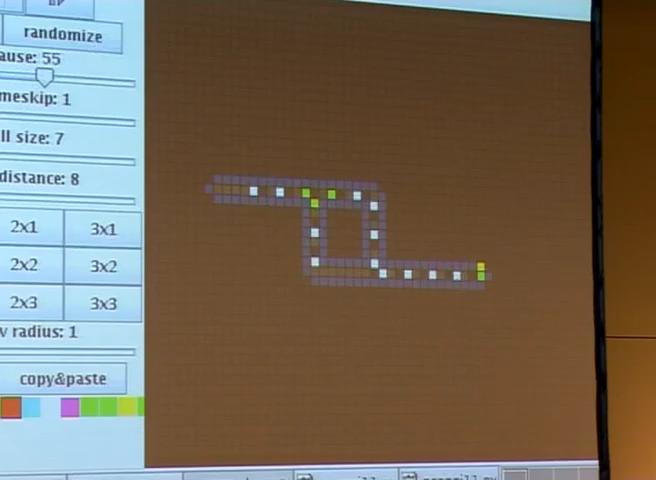 randomize
ause: 55
meskip: 1
ll size: 7
distance: 8
2x1 3x1
2x2 3x2
2x3 3x3
radius: 1
copy&paste